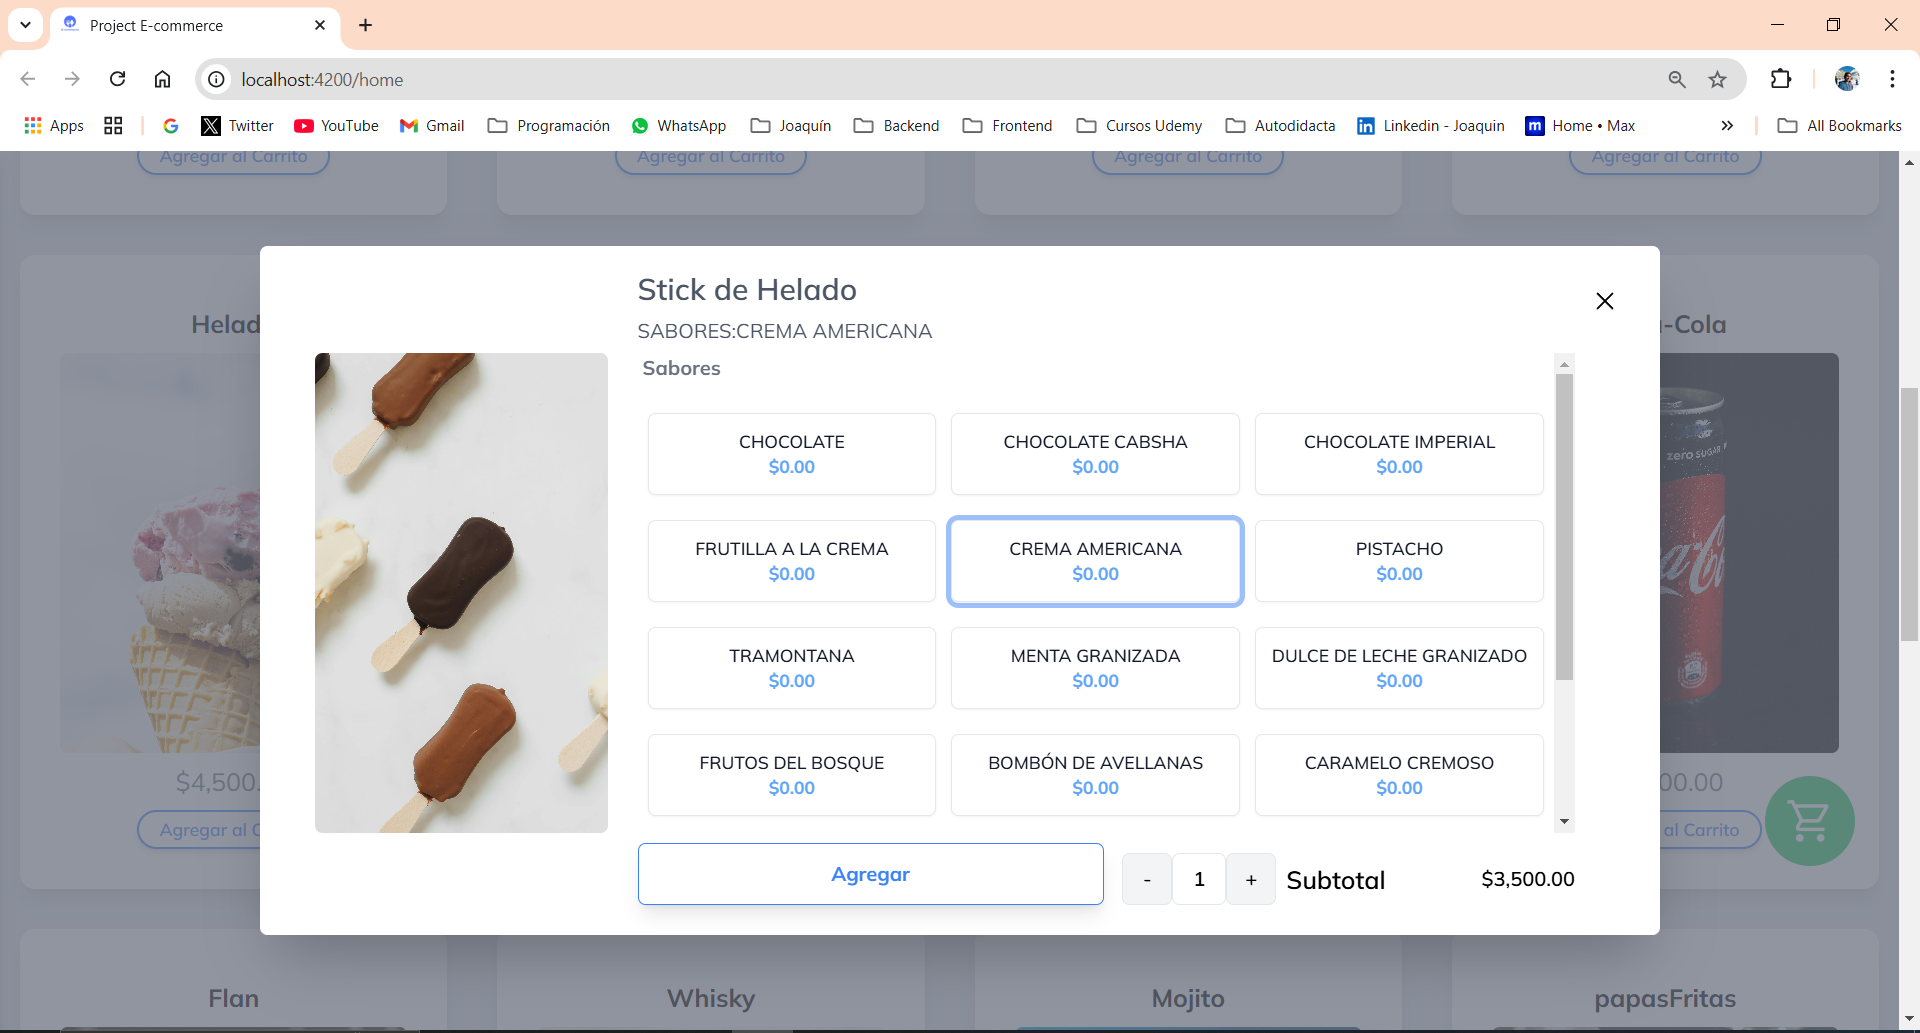 Project E-commerce
localhost:4200/home
Apps
Twitter
YouTube
Gmail
Programación
WhatsApp
Joaquín
Backend
Frontend
Cursos Udemy
Autodidacta
Linkedin - Joaquin
Home • Max
All Bookmarks
Agregar al Carrito
Agregar al Carrito
Agregar al Carrito
Agregar al Carrito
Stick de Helado
SABORES:CREMA AMERICANA
Sabores
CHOCOLATE
$0.00
CHOCOLATE CABSHA
$0.00
CHOCOLATE IMPERIAL
$0.00
FRUTILLA A LA CREMA
$0.00
CREMA AMERICANA
$0.00
PISTACHO
$0.00
TRAMONTANA
$0.00
MENTA GRANIZADA
$0.00
DULCE DE LECHE GRANIZADO
$0.00
FRUTOS DEL BOSQUE
$0.00
BOMBÓN DE AVELLANAS
$0.00
CARAMELO CREMOSO
$0.00
Agregar
- 1 + Subtotal $3,500.00
Helad
$4,500.
Agregar al C
-Cola
zero SUGAR
00.00
al Carrito
Flan
Whisky
Mojito
papasFritas